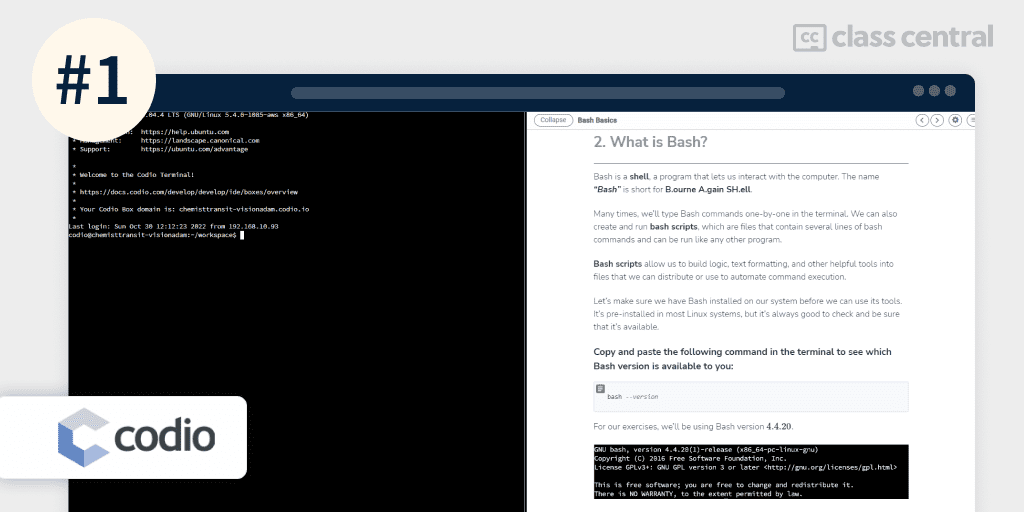 #1
cc class central
.04.4 LTS (GNU/Linux 5.4.0-1085-aws x86_64)
https://help.ubuntu.com
https://landscape.canonical.com
* Support: https://ubuntu.com/advantage
*
* Welcome to the Codio Terminal!
*
* https://docs.codio.com/develop/develop/ide/boxes/overview
*
* Your Codio Box domain is: chemisttransit-visionadam.codio.io
*
Last login: Sun Oct 30 12:12:23 2022 from 192.168.10.93
codio@chemisttransit-visionadam:~/workspace$
codio
Collapse Bash Basics
2. What is Bash?
Bash is a shell, a program that lets us interact with the computer. The name
“Bash” is short for B.ourne A.gain SH.ell.
Many times, we'll type Bash commands one-by-one in the terminal. We can also
create and run bash scripts, which are files that contain several lines of bash
commands and can be run like any other program.
Bash scripts allow us to build logic, text formatting, and other helpful tools into
files that we can distribute or use to automate command execution.
Let's make sure we have Bash installed on our system before we can use its tools.
It's pre-installed in most Linux systems, but it's always good to check and be sure
that it's available.
Copy and paste the following command in the terminal to see which
Bash version is available to you:
bash --version
For our exercises, we'll be using Bash version 4.4.20.
GNU bash, version 4.4.20(1)-release (x86_64-pc-linux-gnu)
Copyright (C) 2016 Free Software Foundation, Inc.
License GPLv3+: GNU GPL version 3 or later <http://gnu.org/licenses/gpl.html>
This is free software; you are free to change and redistribute it.
There is NO WARRANTY, to the extent permitted by law.